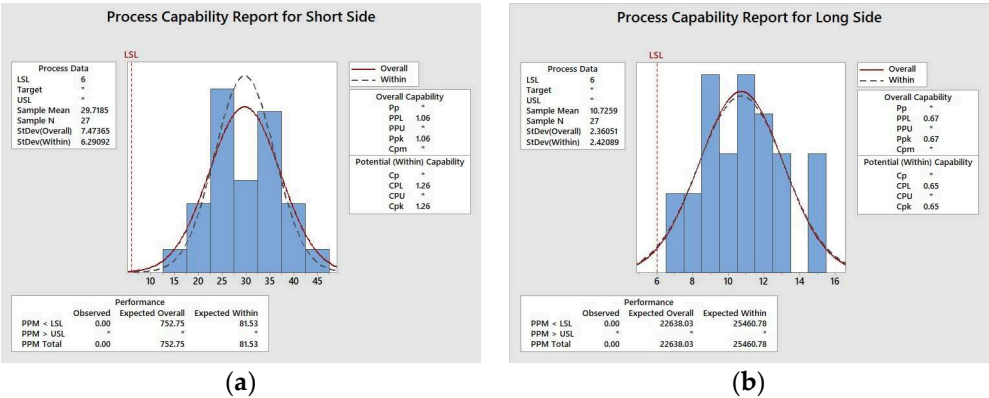 Process Capability Report for Short Side
LSL
Process Data
LSL 6
Target *
USL *
Sample Mean 29.7185
Sample N 27
StDev(Overall) 7.47365
StDev(Within) 6.29092
Overall
Within
Overall Capability
Pp *
PPL 1.06
PPU *
Ppk 1.06
Cpm *
Potential (Within) Capability
Cp *
CPL 1.26
CPU *
Cpk 1.26
10 15 20 25 30 35 40 45
Performance
Observed Expected Overall Expected Within
PPM < LSL 0.00 752.75 81.53
PPM > USL * * *
PPM Total 0.00 752.75 81.53
(a)
Process Capability Report for Long Side
LSL
Process Data
LSL 6
Target *
USL *
Sample Mean 10.7259
Sample N 27
StDev(Overall) 2.36051
StDev(Within) 2.42089
Overall
Within
Overall Capability
Pp *
PPL 0.67
PPU *
Ppk 0.67
Cpm *
Potential (Within) Capability
Cp *
CPL 0.65
CPU *
Cpk 0.65
6 8 10 12 14 16
Performance
Observed Expected Overall Expected Within
PPM < LSL 0.00 22638.03 25460.78
PPM > USL * * *
PPM Total 0.00 22638.03 25460.78
(b)